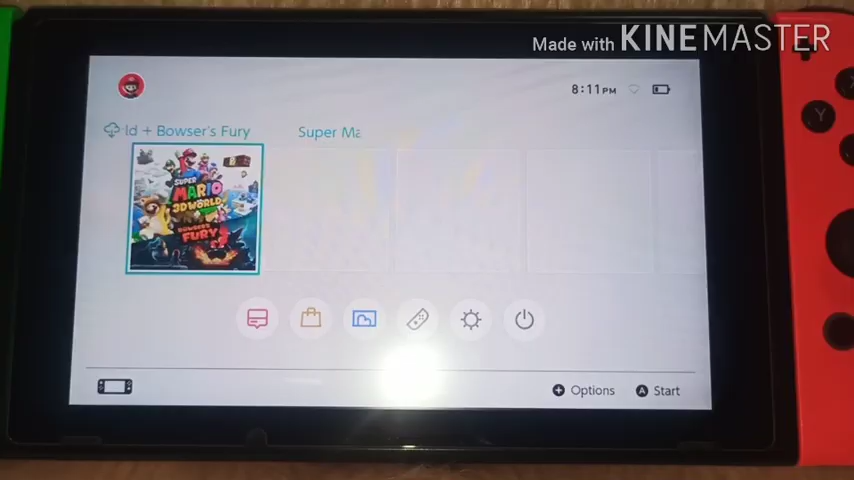 Made with KINEMASTER
8:11 PM
ld + Bowser's Fury Super Ma
SUPER
MARIO
3D WORLD
BOWSER'S
FURY
Y
X
Options Start